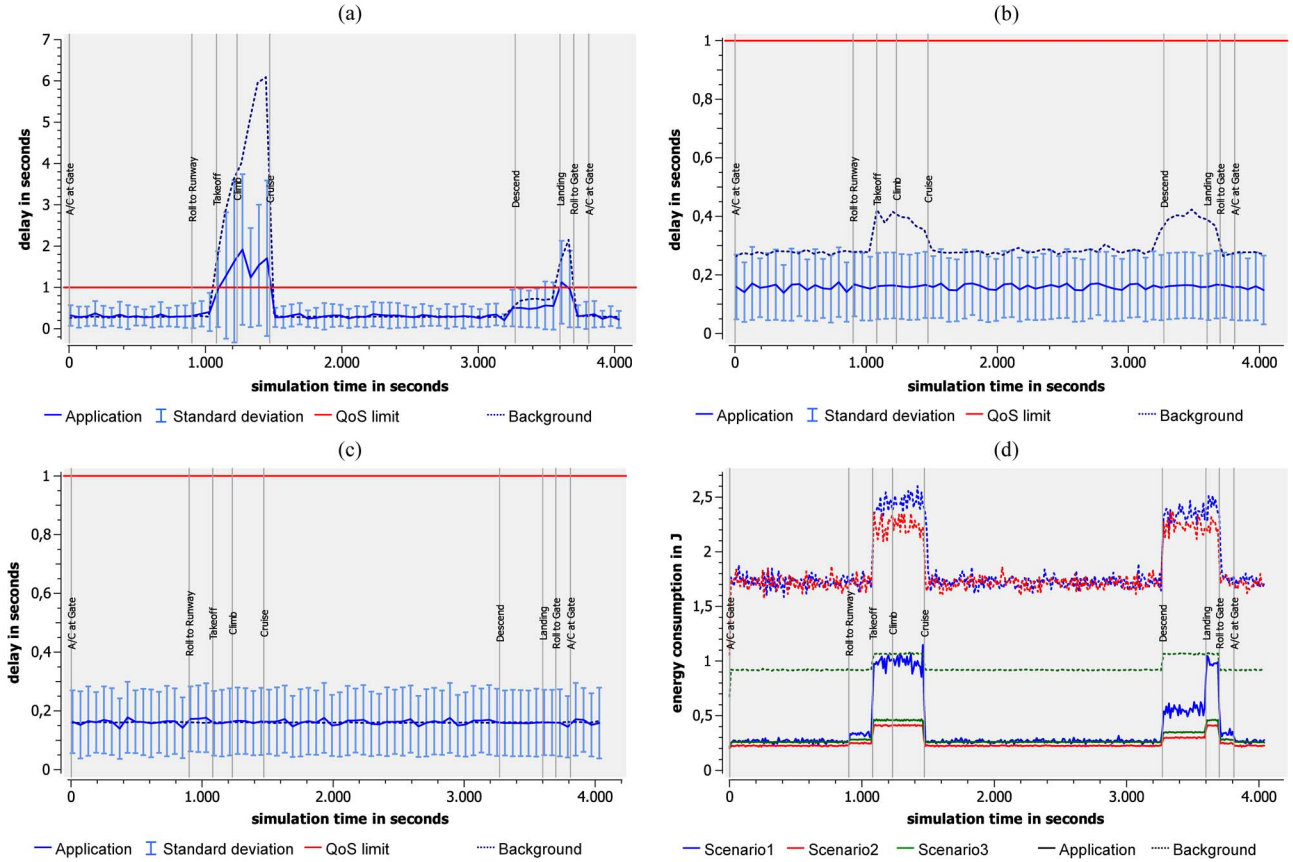 (a)
7
6
5
4
3
2
1
0
delay in seconds
A/C at Gate
Roll to Runway
Takeoff
Climb
Cruise
Descend
Landing
Roll to Gate
A/C at Gate
0 1.000 2.000 3.000 4.000
simulation time in seconds
Application Standard deviation QoS limit Background
(b)
1
0,8
0,6
0,4
0,2
0
delay in seconds
A/C at Gate
Roll to Runway
Takeoff
Climb
Cruise
Descend
Landing
Roll to Gate
A/C at Gate
0 1.000 2.000 3.000 4.000
simulation time in seconds
Application Standard deviation QoS limit Background
(c)
1
0,8
0,6
0,4
0,2
0
delay in seconds
A/C at Gate
Roll to Runway
Takeoff
Climb
Cruise
Descend
Landing
Roll to Gate
A/C at Gate
0 1.000 2.000 3.000 4.000
simulation time in seconds
Application Standard deviation QoS limit Background
(d)
2,5
2
1,5
1
0,5
0
energy consumption in J
A/C at Gate
Roll to Runway
Takeoff
Climb
Cruise
Descend
Landing
Roll to Gate
A/C at Gate
0 1.000 2.000 3.000 4.000
simulation time in seconds
Scenario1 Scenario2 Scenario3 Application Background